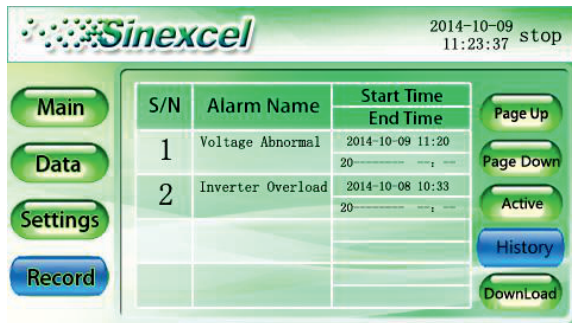 Sinexcel
2014-10-09
11:23:37 stop
Main
Data
Settings
Record
S/N Alarm Name Start Time
End Time
1 Voltage Abnormal 2014-10-09 11:20
20-------- --: --
2 Inverter Overload 2014-10-08 10:33
20-------- --: --
Page Up
Page Down
Active
History
DownLoad